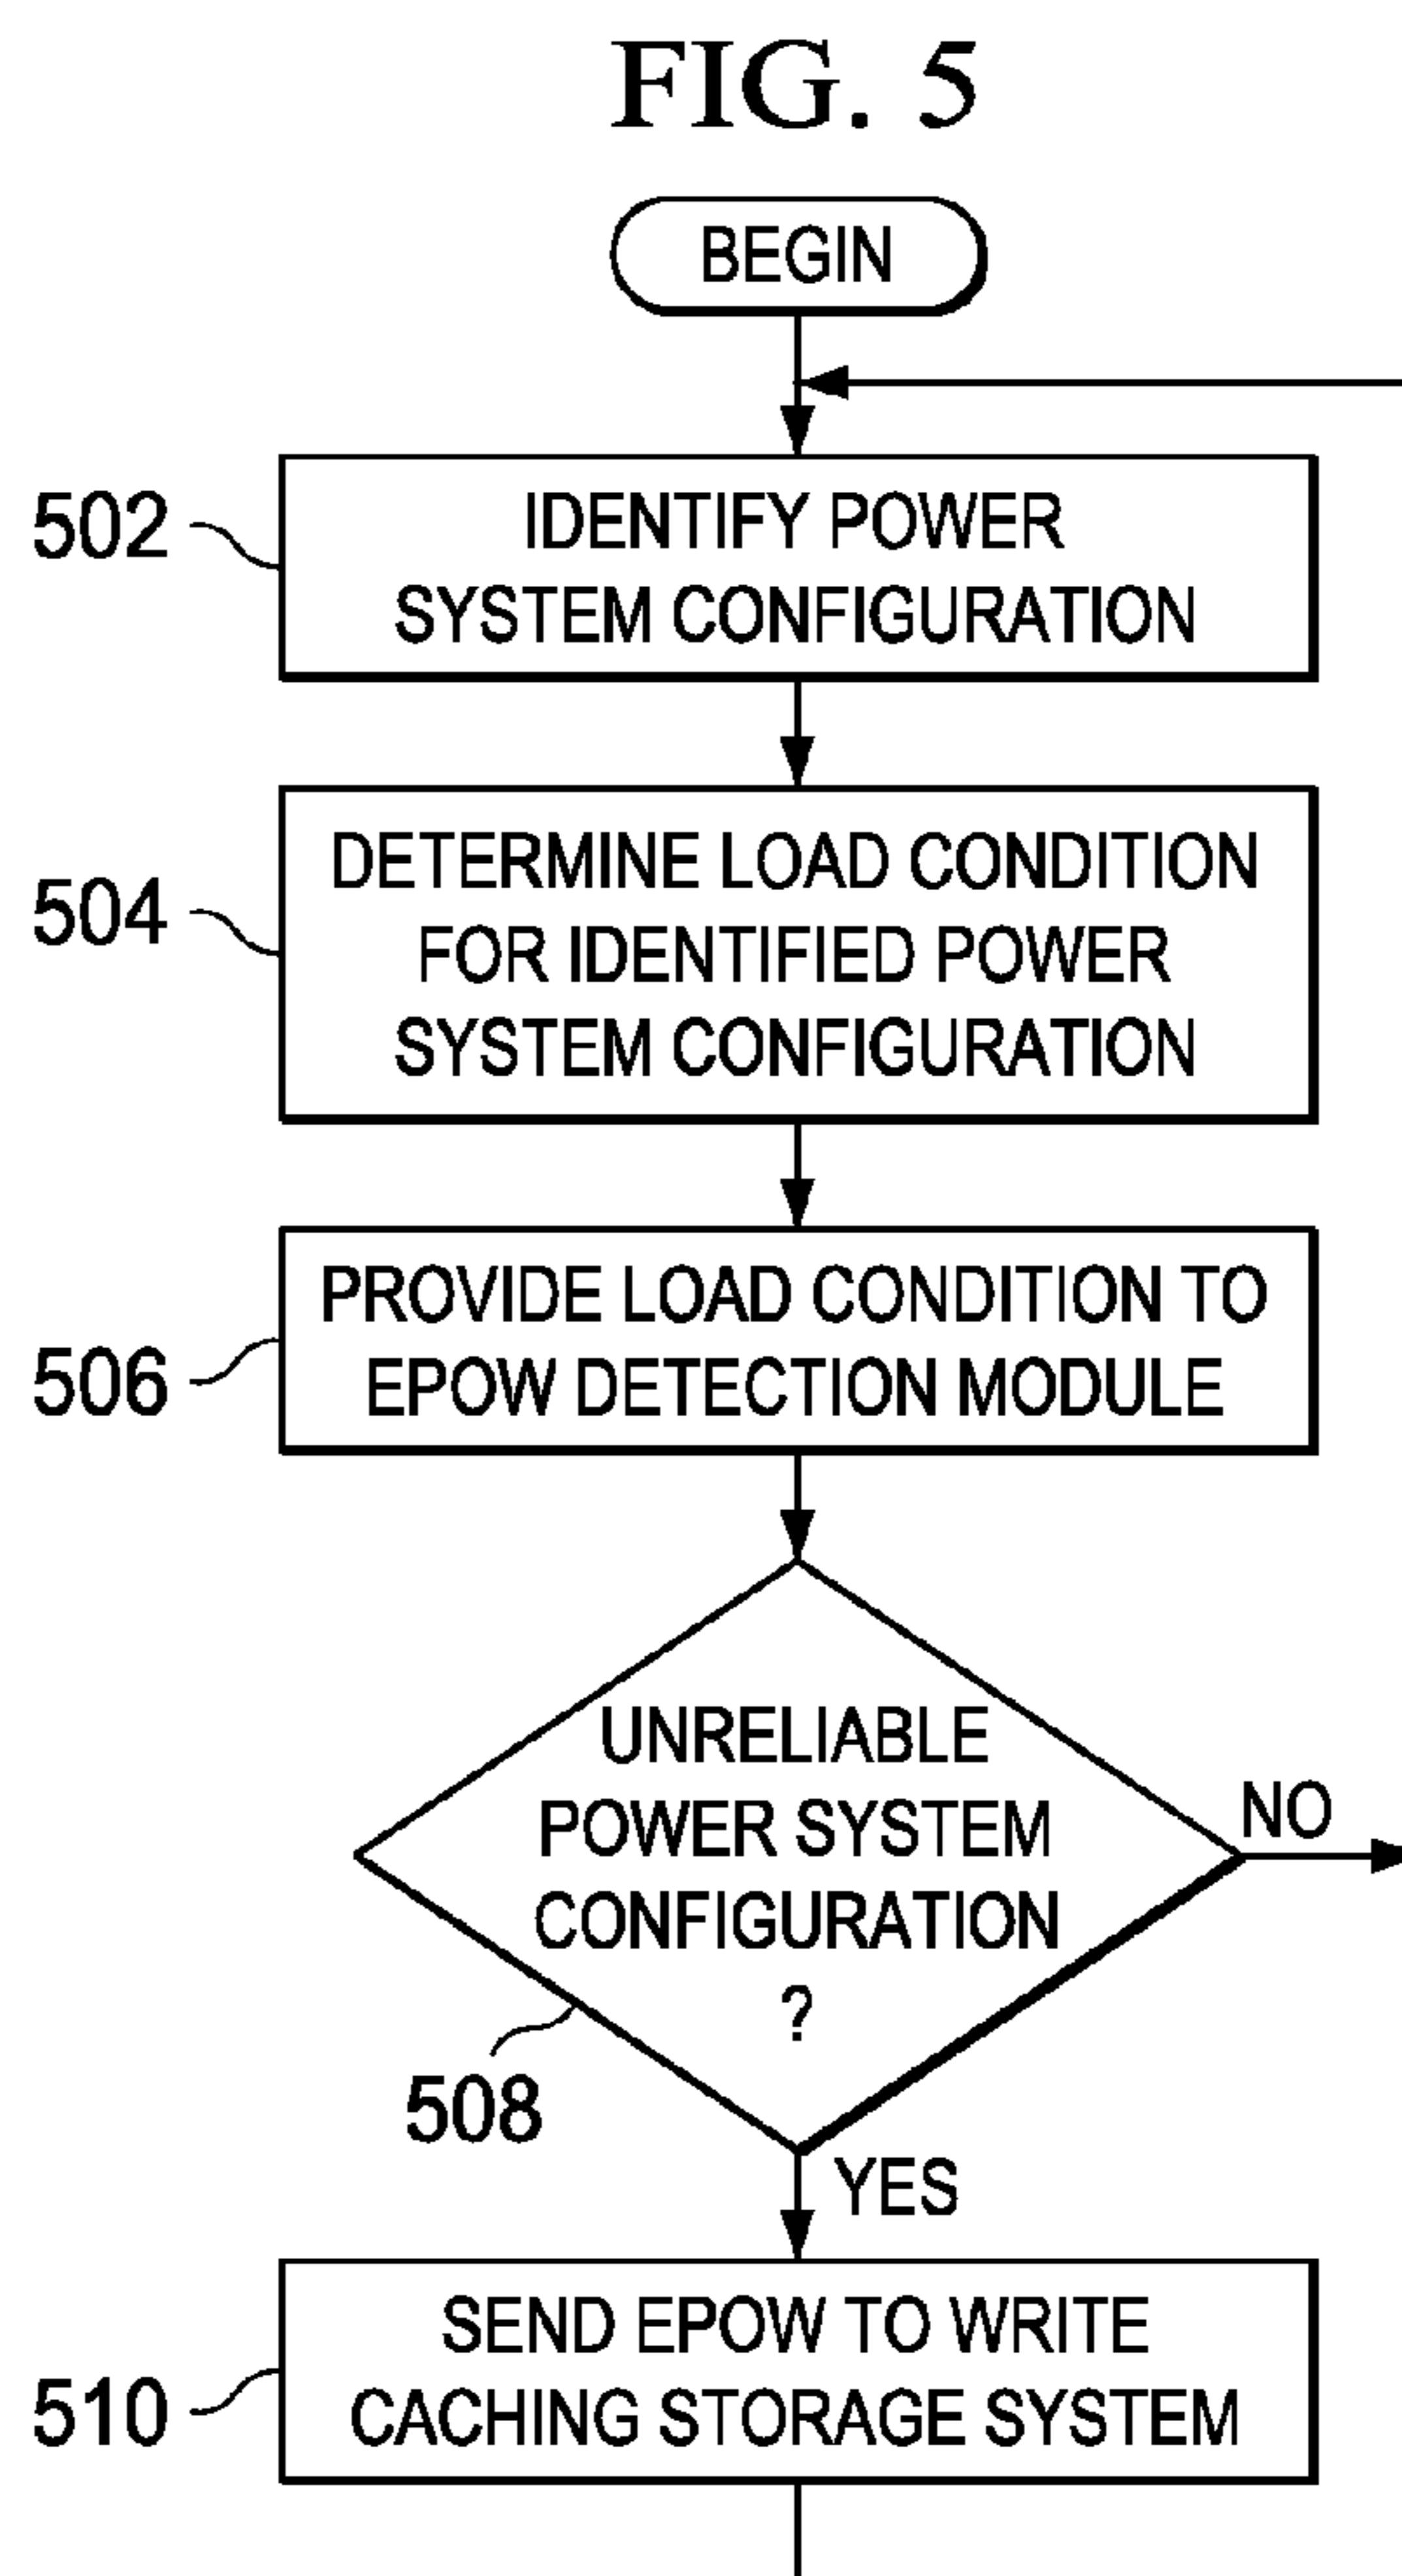 FIG. 5
BEGIN
502
IDENTIFY POWER
SYSTEM CONFIGURATION
504
DETERMINE LOAD CONDITION
FOR IDENTIFIED POWER
SYSTEM CONFIGURATION
506
PROVIDE LOAD CONDITION TO
EPOW DETECTION MODULE
UNRELIABLE
POWER SYSTEM
CONFIGURATION
?
NO
508
YES
510
SEND EPOW TO WRITE
CACHING STORAGE SYSTEM